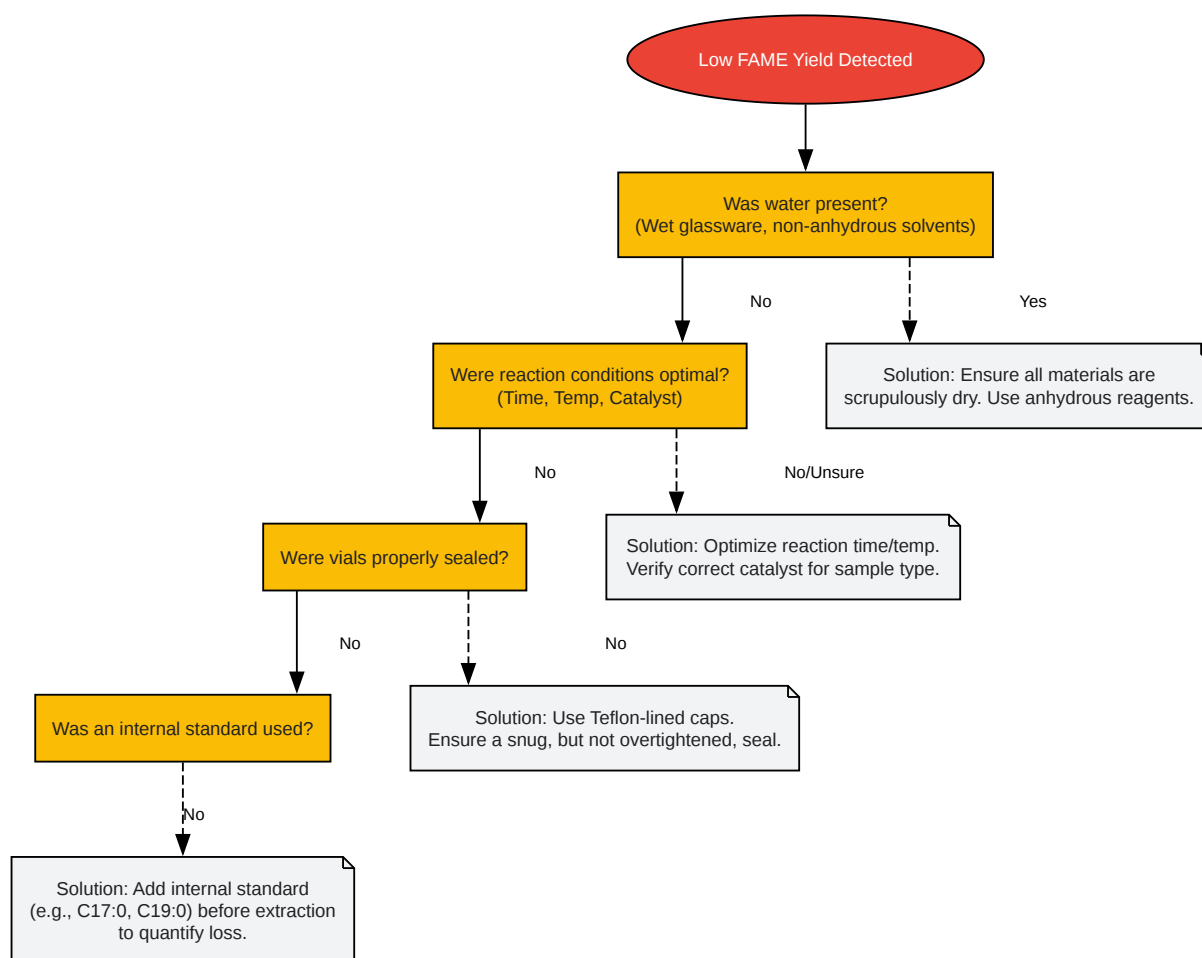 Low FAME Yield Detected
Was water present?
(Wet glassware, non-anhydrous solvents)
No
Yes
Were reaction conditions optimal?
(Time, Temp, Catalyst)
Solution: Ensure all materials are
scrupulously dry. Use anhydrous reagents.
No
No/Unsure
Were vials properly sealed?
Solution: Optimize reaction time/temp.
Verify correct catalyst for sample type.
No
No
Was an internal standard used?
Solution: Use Teflon-lined caps.
Ensure a snug, but not overtightened, seal.
No
Solution: Add internal standard
(e.g., C17:0, C19:0) before extraction
to quantify loss.